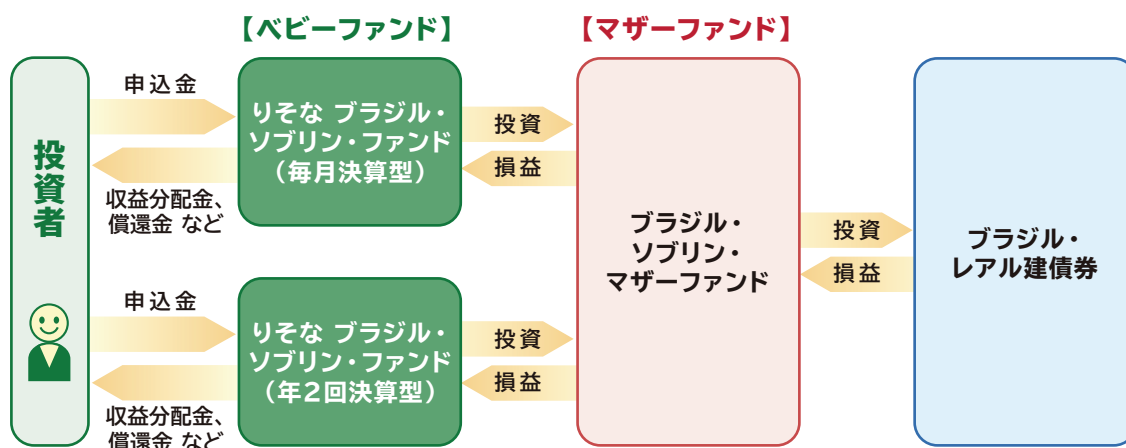 【ベビーファンド】
【マザーファンド】
投資者
申込金
収益分配金、
償還金 など
りそな ブラジル・
ソブリン・ファンド
（毎月決算型）
投資
損益
申込金
収益分配金、
償還金 など
りそな ブラジル・
ソブリン・ファンド
（年2回決算型）
投資
損益
ブラジル・
ソブリン・
マザーファンド
投資
損益
ブラジル・
レアル建債券